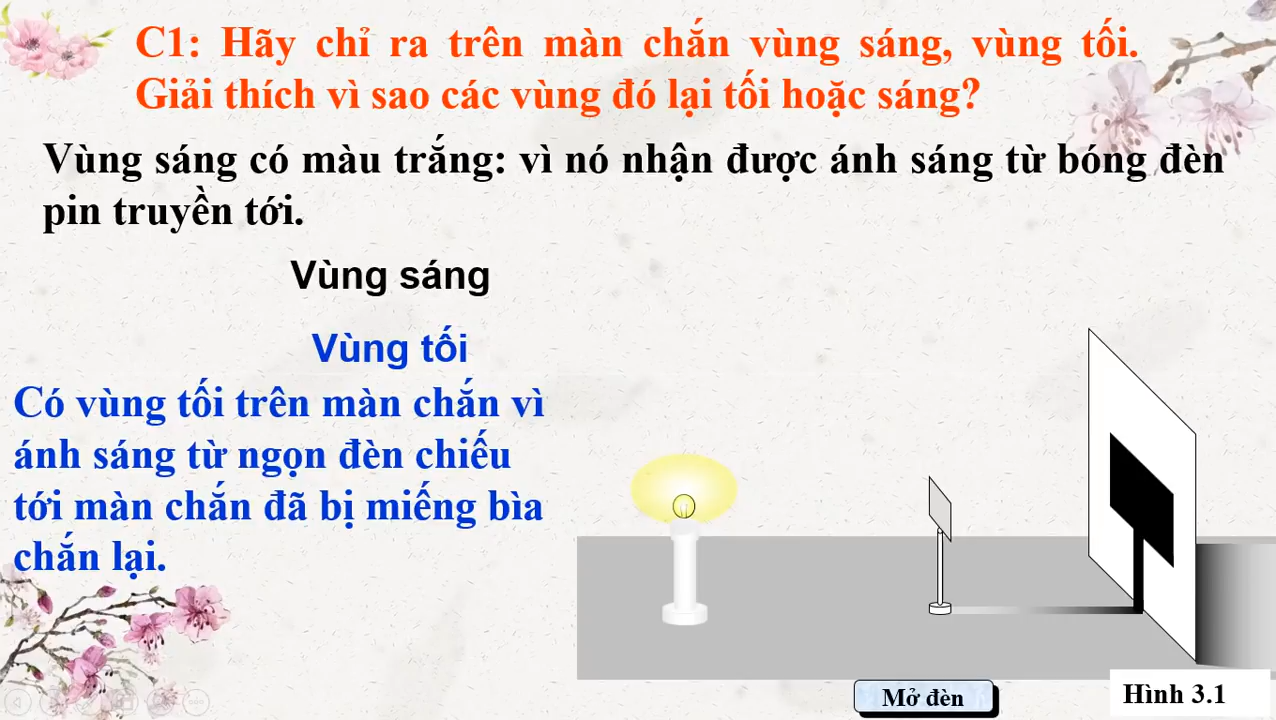 C1: Hãy chỉ ra trên màn chắn vùng sáng, vùng tối.
Giải thích vì sao các vùng đó lại tối hoặc sáng?
Vùng sáng có màu trắng: vì nó nhận được ánh sáng từ bóng đèn
pin truyền tới.
Vùng sáng
Vùng tối
Có vùng tối trên màn chắn vì
ánh sáng từ ngọn đèn chiếu
tới màn chắn đã bị miếng bìa
chắn lại.
Mở đèn
Hình 3.1